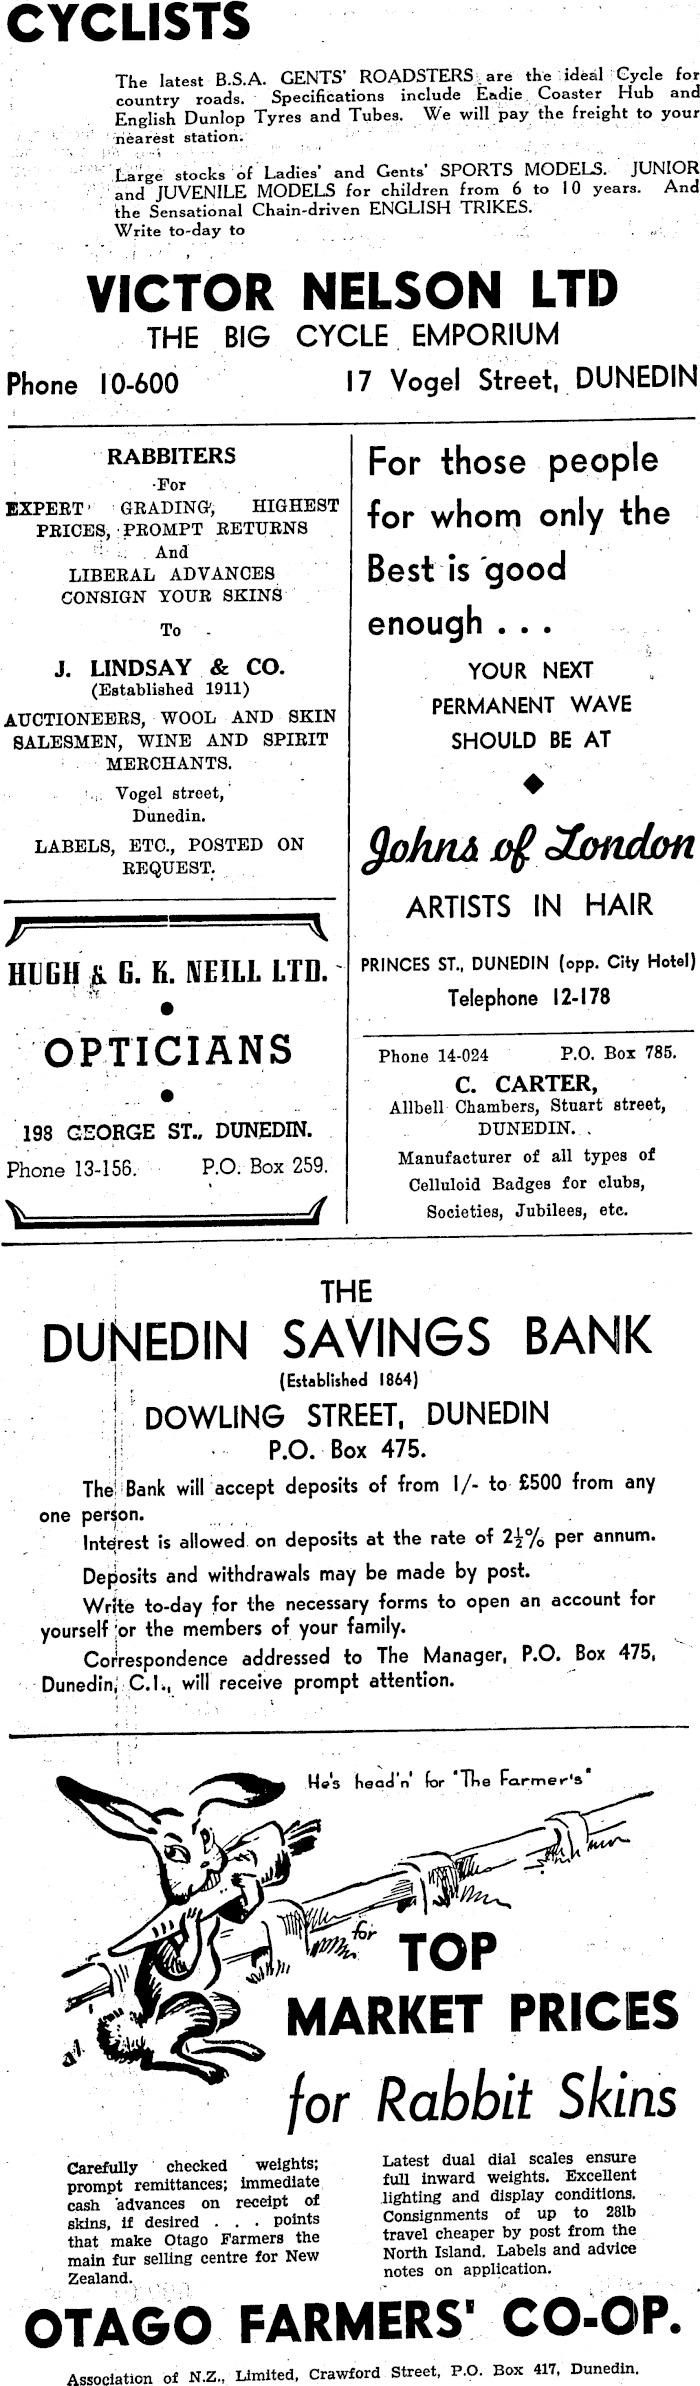 CYCLISTS
The latest B.S.A. GENTS' ROADSTERS are the ideal Cycle for
country roads. Specifications include Eadie Coaster Hub and
English Dunlop Tyres and Tubes. We will pay the freight to your
nearest station.
Large stocks of Ladies' and Gents' SPORTS MODELS. JUNIOR
and JUVENILE MODELS for children from 6 to 10 years. And
the Sensational Chain-driven ENGLISH TRIKES.
Write to-day to
VICTOR NELSON LTD
THE BIG CYCLE EMPORIUM
Phone 10-600 17 Vogel Street, DUNEDIN
RABBITERS
For
EXPERT GRADING, HIGHEST
PRICES, PROMPT RETURNS
And
LIBERAL ADVANCES
CONSIGN YOUR SKINS
To
J. LINDSAY & CO.
(Established 1911)
AUCTIONEERS, WOOL AND SKIN
SALESMEN, WINE AND SPIRIT
MERCHANTS.
Vogel street,
Dunedin.
LABELS, ETC., POSTED ON
REQUEST.
HUGH & G. K. NEILL LTD.
OPTICIANS
198 GEORGE ST., DUNEDIN.
Phone 13-156. P.O. Box 259.
For those people
for whom only the
Best is good
enough . . .
YOUR NEXT
PERMANENT WAVE
SHOULD BE AT
Johns of London
ARTISTS IN HAIR
PRINCES ST., DUNEDIN (opp. City Hotel)
Telephone 12-178
Phone 14-024 P.O. Box 785.
C. CARTER,
Allbell Chambers, Stuart street,
DUNEDIN.
Manufacturer of all types of
Celluloid Badges for clubs,
Societies, Jubilees, etc.
THE
DUNEDIN SAVINGS BANK
(Established 1864)
DOWLING STREET, DUNEDIN
P.O. Box 475.
The Bank will accept deposits of from 1/- to £500 from any
one person.
Interest is allowed on deposits at the rate of 2½% per annum.
Deposits and withdrawals may be made by post.
Write to-day for the necessary forms to open an account for
yourself or the members of your family.
Correspondence addressed to The Manager, P.O. Box 475,
Dunedin, C.I., will receive prompt attention.
He's head'n' for "The Farmer's"
for TOP
MARKET PRICES
for Rabbit Skins
Carefully checked weights;
prompt remittances; immediate
cash advances on receipt of
skins, if desired . . . points
that make Otago Farmers the
main fur selling centre for New
Zealand.
Latest dual dial scales ensure
full inward weights. Excellent
lighting and display conditions.
Consignments of up to 28lb
travel cheaper by post from the
North Island. Labels and advice
notes on application.
OTAGO FARMERS' CO-OP.
Association of N.Z., Limited, Crawford Street, P.O. Box 417, Dunedin.